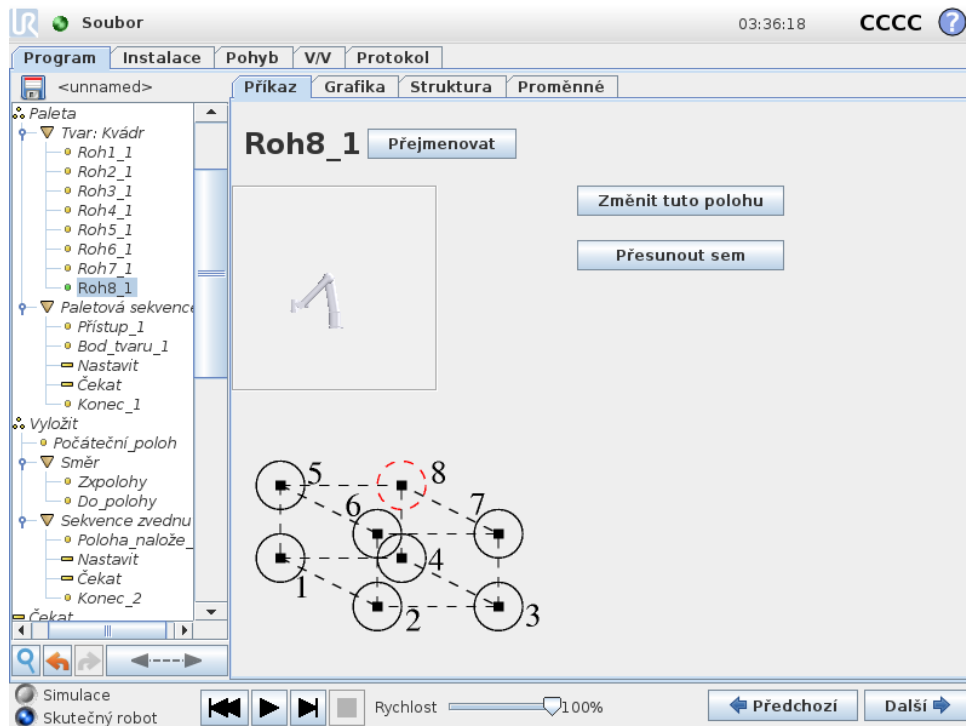 UR Soubor 03:36:18 CCCC ?
Program Instalace Pohyb V/V Protokol
<unnamed> Příkaz Grafika Struktura Proměnné
Paleta
Tvar: Kvádr
Roh1_1
Roh2_1
Roh3_1
Roh4_1
Roh5_1
Roh6_1
Roh7_1
Roh8_1
Paletová sekvence
Přístup_1
Bod_tvaru_1
Nastavit
Čekat
Konec_1
Vyložit
Počáteční_poloh
Směr
Zxpolohy
Do_polohy
Sekvence zvednu
Poloha_nalože_
Nastavit
Čekat
Konec_2
Čekat
Roh8_1 Přejmenovat
Změnit tuto polohu
Přesunout sem
5 8
6 7
1 4
2 3
Simulace
Skutečný robot
Rychlost 100%
Předchozí Další